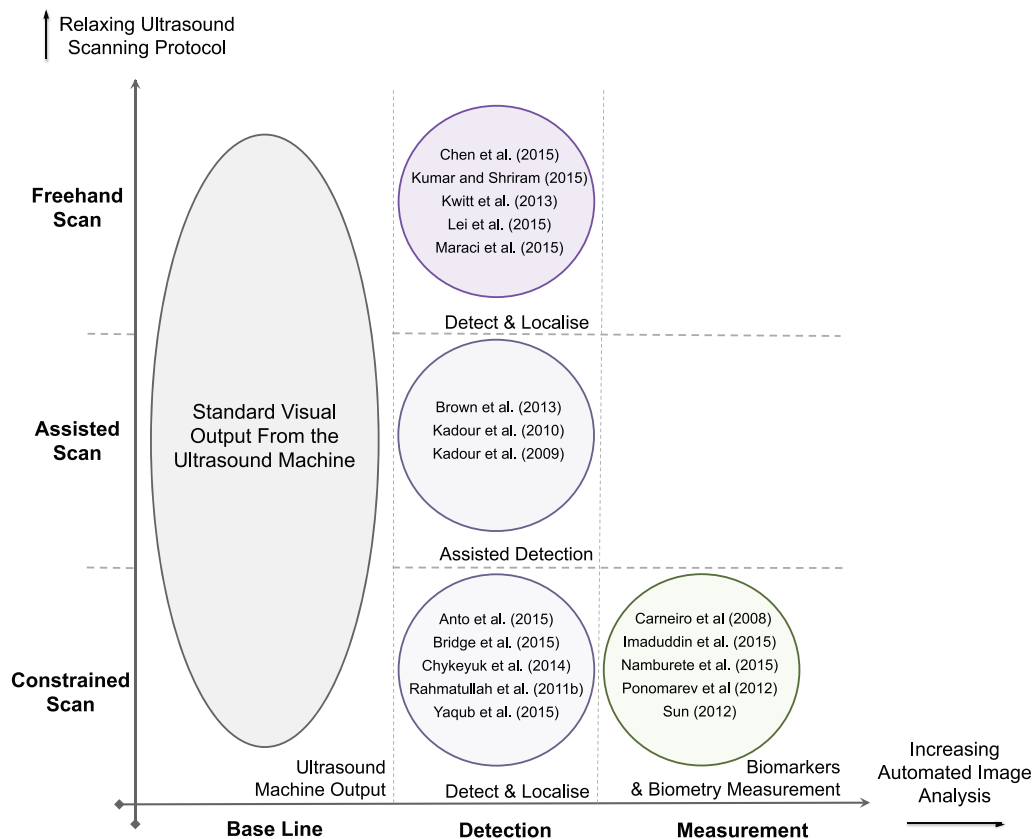 Relaxing Ultrasound
Scanning Protocol
Freehand
Scan
Chen et al. (2015)
Kumar and Shriram (2015)
Kwitt et al. (2013)
Lei et al. (2015)
Maraci et al. (2015)
Detect & Localise
Assisted
Scan
Standard Visual
Output From the
Ultrasound Machine
Brown et al. (2013)
Kadour et al. (2010)
Kadour et al. (2009)
Assisted Detection
Constrained
Scan
Anto et al. (2015)
Bridge et al. (2015)
Chykeyuk et al. (2014)
Rahmatullah et al. (2011b)
Yaqub et al. (2015)
Carneiro et al (2008)
Imaduddin et al. (2015)
Namburete et al. (2015)
Ponomarev et al (2012)
Sun (2012)
Ultrasound
Machine Output
Detect & Localise
Biomarkers
& Biometry Measurement
Increasing
Automated Image
Analysis
Base Line
Detection
Measurement